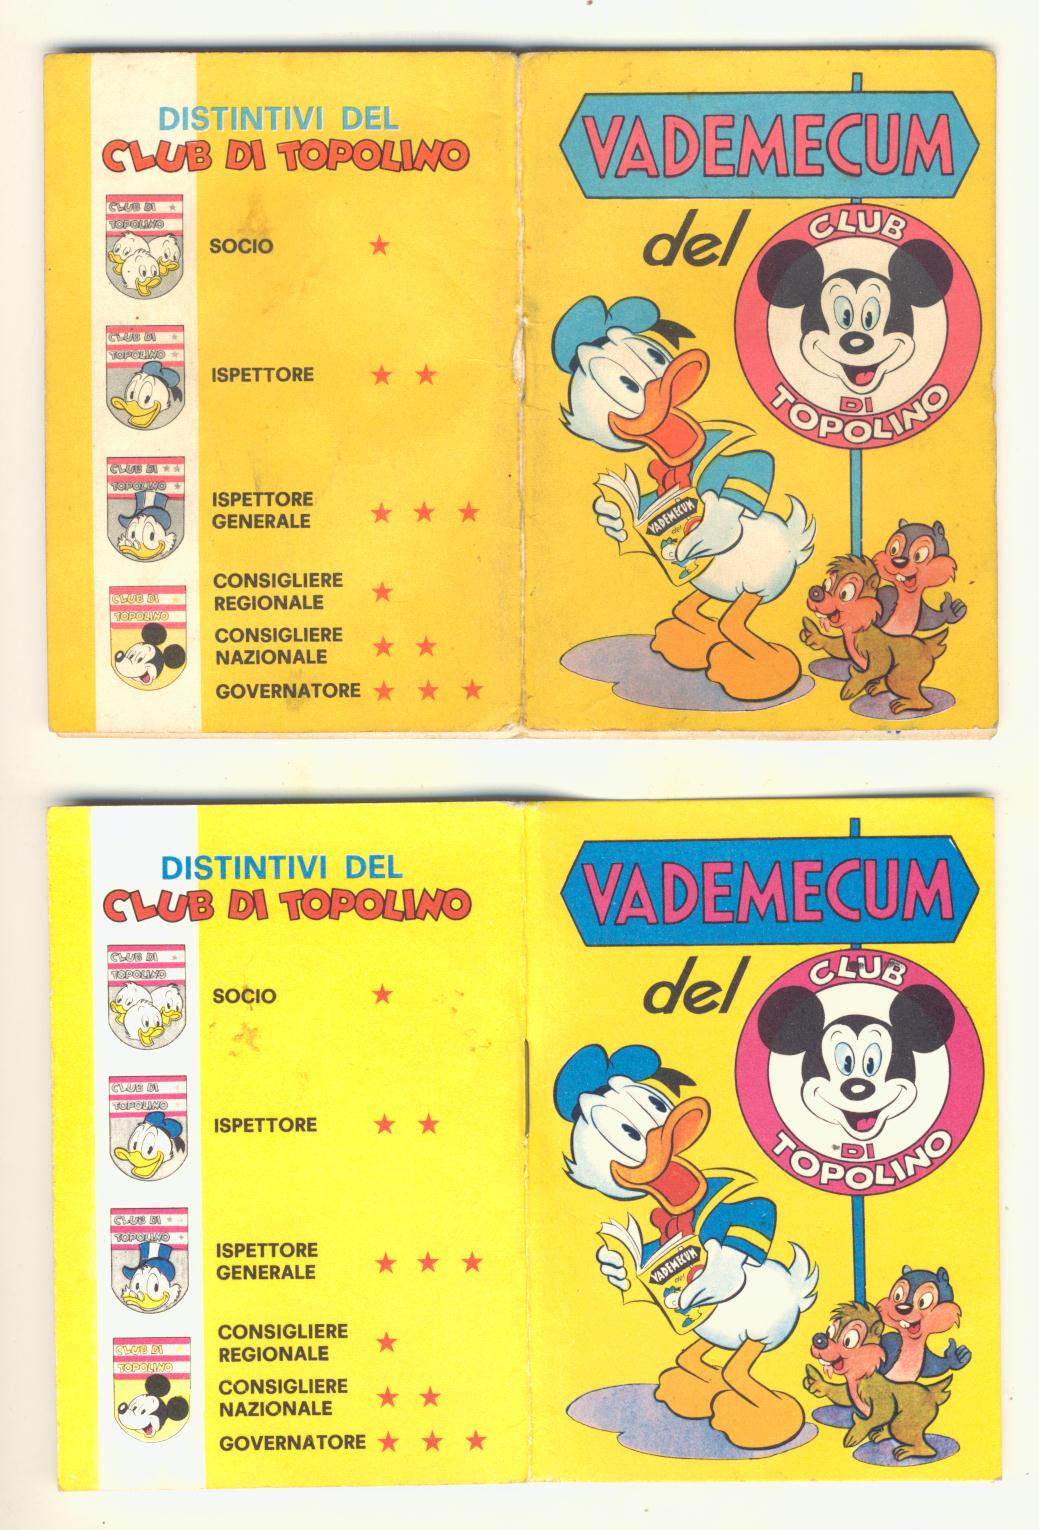 DISTINTIVI DEL
CLUB DI TOPOLINO
CLUB DI
TOPOLINO
SOCIO
CLUB DI
TOPOLINO
ISPETTORE
CLUB DI
TOPOLINO
ISPETTORE
GENERALE
CLUB DI
TOPOLINO
CONSIGLIERE
REGIONALE
CONSIGLIERE
NAZIONALE
GOVERNATORE
VADEMECUM
del
CLUB
DI
TOPOLINO
VADEMECUM
del
DISTINTIVI DEL
CLUB DI TOPOLINO
CLUB DI
TOPOLINO
SOCIO
CLUB DI
TOPOLINO
ISPETTORE
CLUB DI
TOPOLINO
ISPETTORE
GENERALE
CLUB DI
TOPOLINO
CONSIGLIERE
REGIONALE
CONSIGLIERE
NAZIONALE
GOVERNATORE
VADEMECUM
del
CLUB
DI
TOPOLINO
VADEMECUM
del